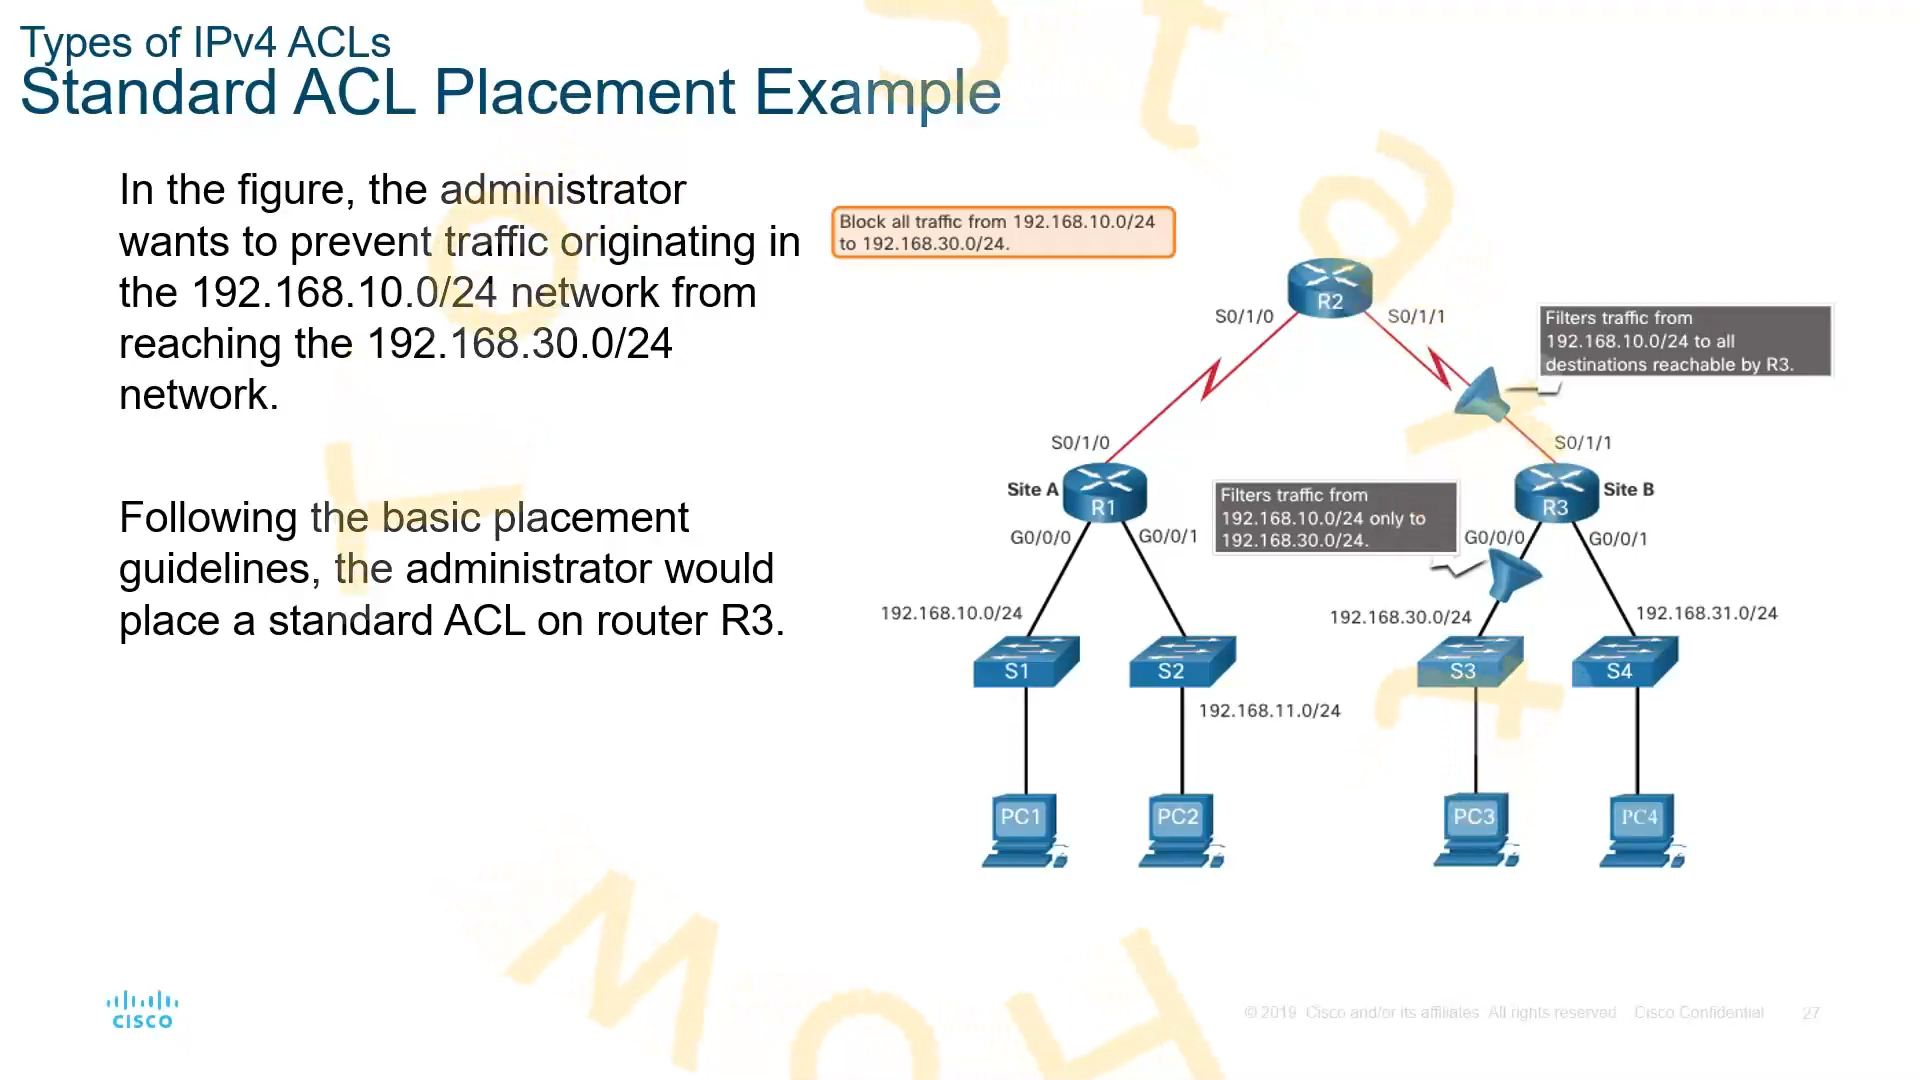 Types of IPv4 ACLs
Standard ACL Placement Example
In the figure, the administrator
wants to prevent traffic originating in
the 192.168.10.0/24 network from
reaching the 192.168.30.0/24
network.
Following the basic placement
guidelines, the administrator would
place a standard ACL on router R3.
Block all traffic from 192.168.10.0/24
to 192.168.30.0/24.
R2
S0/1/0
S0/1/1
Filters traffic from
192.168.10.0/24 to all
destinations reachable by R3.
S0/1/0
S0/1/1
Site A
R1
Filters traffic from
192.168.10.0/24 only to
192.168.30.0/24.
R3
Site B
G0/0/0
G0/0/1
G0/0/0
G0/0/1
192.168.10.0/24
192.168.30.0/24
192.168.31.0/24
S1
S2
S3
S4
192.168.11.0/24
PC1
PC2
PC3
PC4
CISCO
© 2019 Cisco and/or its affiliates. All rights reserved. Cisco Confidential
27
How To Start